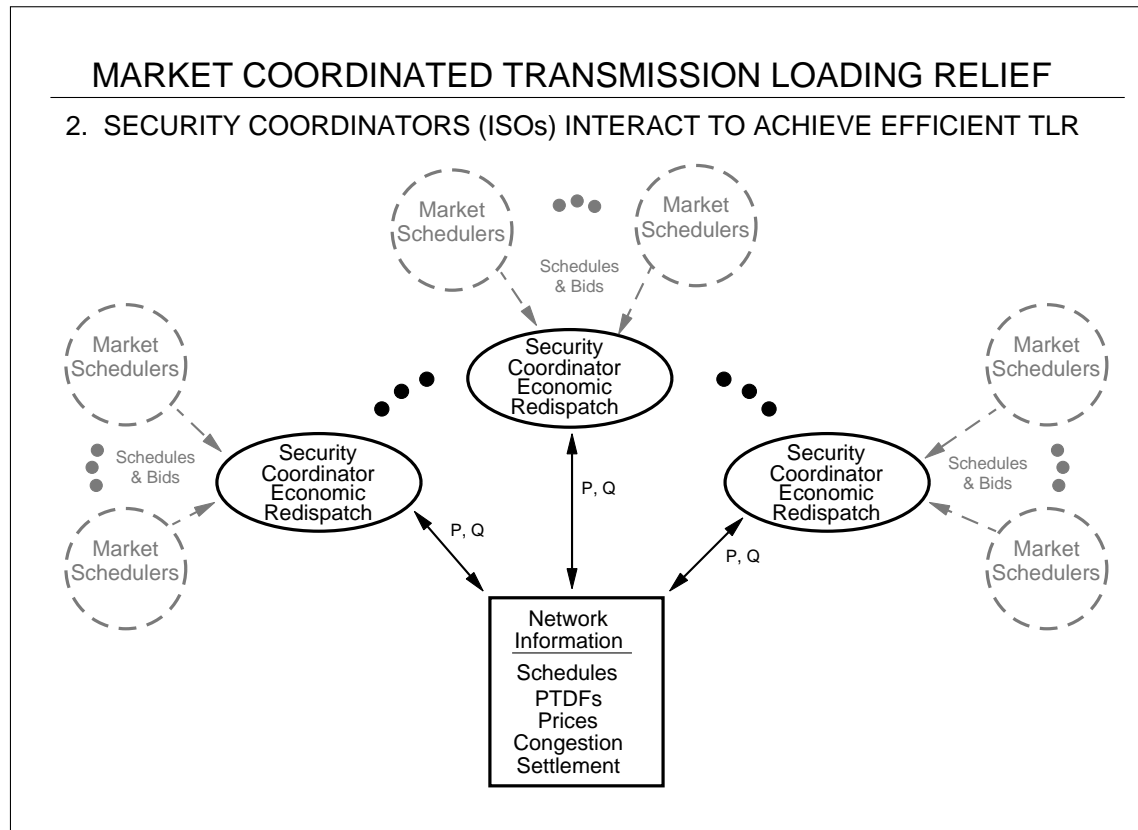 MARKET COORDINATED TRANSMISSION LOADING RELIEF
2. SECURITY COORDINATORS (ISOs) INTERACT TO ACHIEVE EFFICIENT TLR
Market
Schedulers
Market
Schedulers
Schedules
& Bids
Security
Coordinator
Economic
Redispatch
Market
Schedulers
Schedules
& Bids
Market
Schedulers
Security
Coordinator
Economic
Redispatch
Security
Coordinator
Economic
Redispatch
Market
Schedulers
Schedules
& Bids
Market
Schedulers
P, Q
P, Q
P, Q
Network
Information
Schedules
PTDFs
Prices
Congestion
Settlement